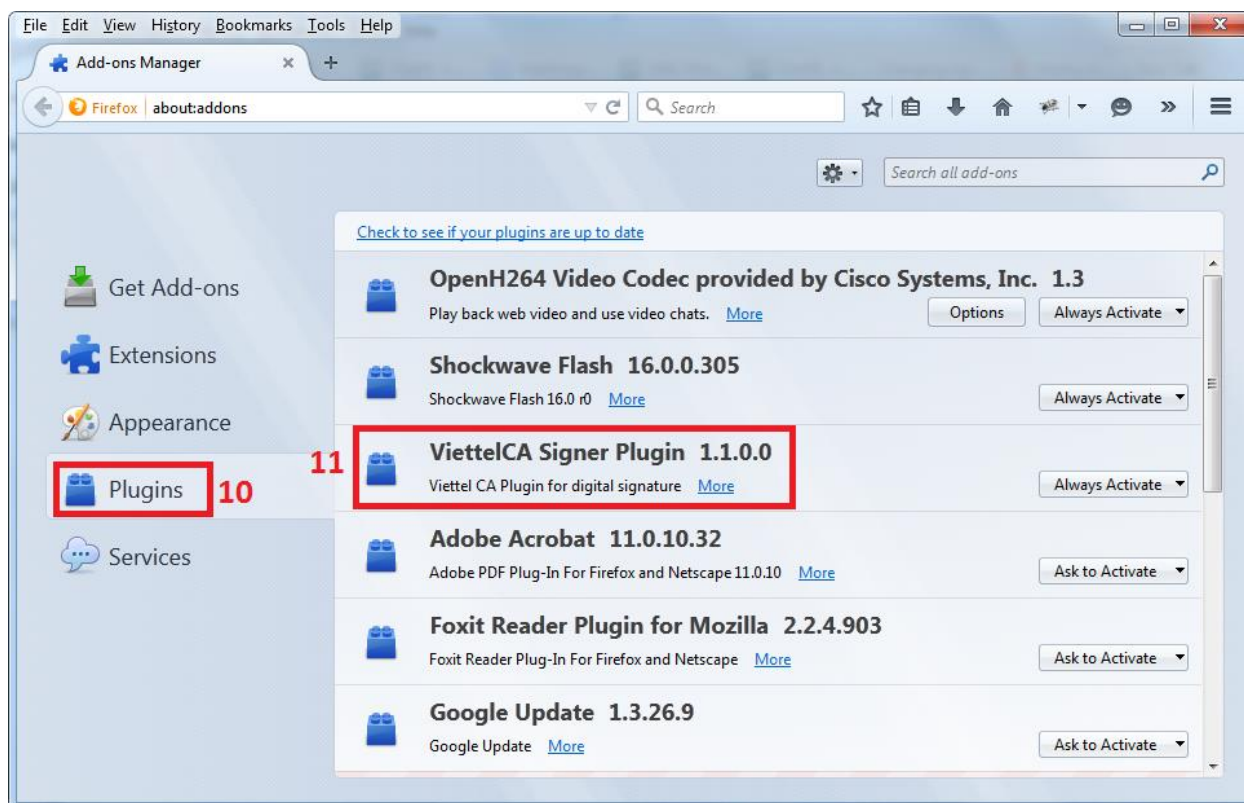 File Edit View History Bookmarks Tools Help
Add-ons Manager
Firefox about:addons Search
Search all add-ons
Check to see if your plugins are up to date
Get Add-ons
Extensions
Appearance
Plugins 10
Services
OpenH264 Video Codec provided by Cisco Systems, Inc. 1.3
Play back web video and use video chats. More Options Always Activate
Shockwave Flash 16.0.0.305
Shockwave Flash 16.0 r0 More Always Activate
11 ViettelCA Signer Plugin 1.1.0.0
Viettel CA Plugin for digital signature More Always Activate
Adobe Acrobat 11.0.10.32
Adobe PDF Plug-In For Firefox and Netscape 11.0.10 More Ask to Activate
Foxit Reader Plugin for Mozilla 2.2.4.903
Foxit Reader Plug-In For Firefox and Netscape More Ask to Activate
Google Update 1.3.26.9
Google Update More Ask to Activate